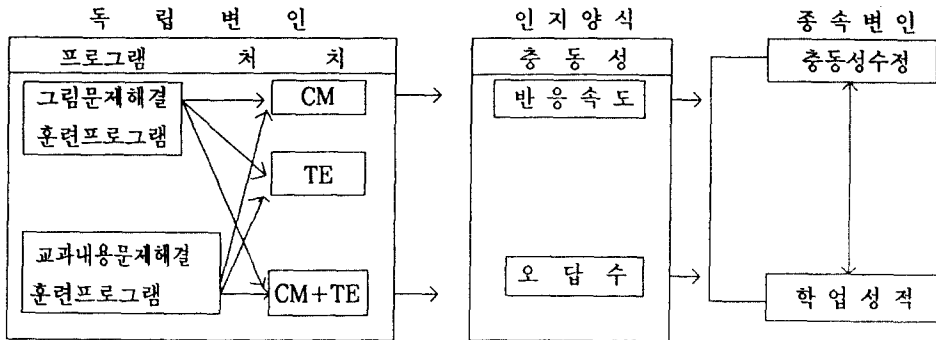 독 립 변 인
프로그램 처 치
그림문제해결
훈련프로그램
CM
TE
교과내용문제해결
훈련프로그램
CM+TE
인 지 양 식
충 동 성
반 응 속 도
오 답 수
종 속 변 인
충동성수정
학 업 성 적